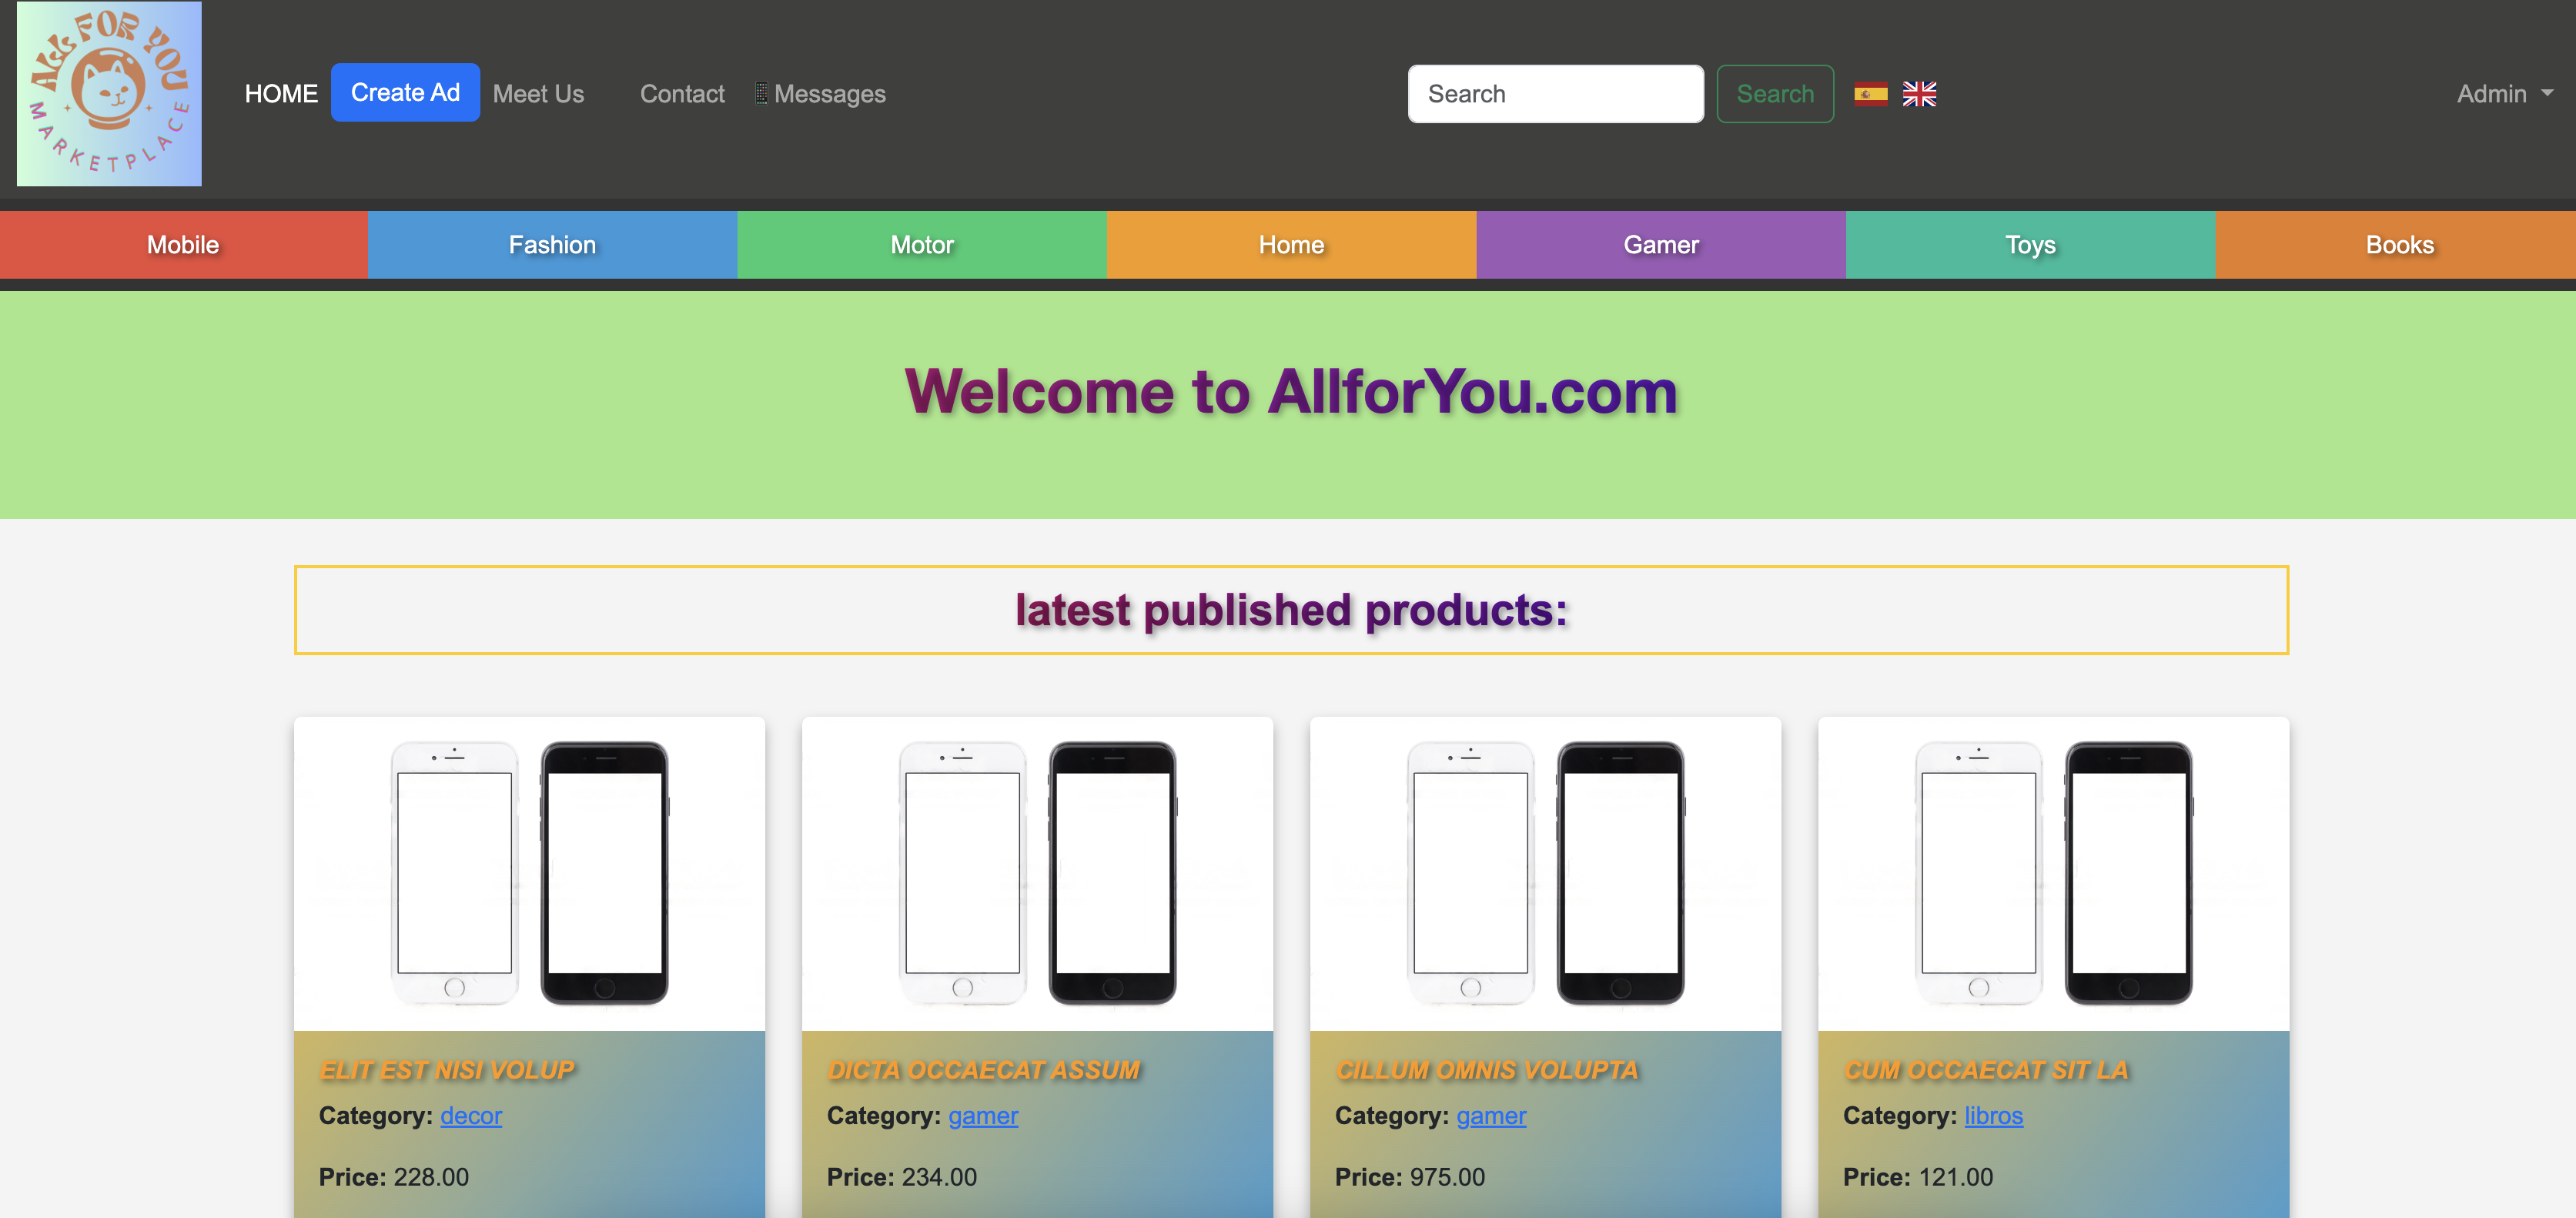 ALL FOR YOU
MARKETPLACE
HOME
Create Ad
Meet Us
Contact
Messages
Search
Search
Admin
Mobile
Fashion
Motor
Home
Gamer
Toys
Books
Welcome to AllforYou.com
latest published products:
ELIT EST NISI VOLUP
Category: decor
Price: 228.00
DICTA OCCAECAT ASSUM
Category: gamer
Price: 234.00
CILLUM OMNIS VOLUPTA
Category: gamer
Price: 975.00
CUM OCCAECAT SIT LA
Category: libros
Price: 121.00